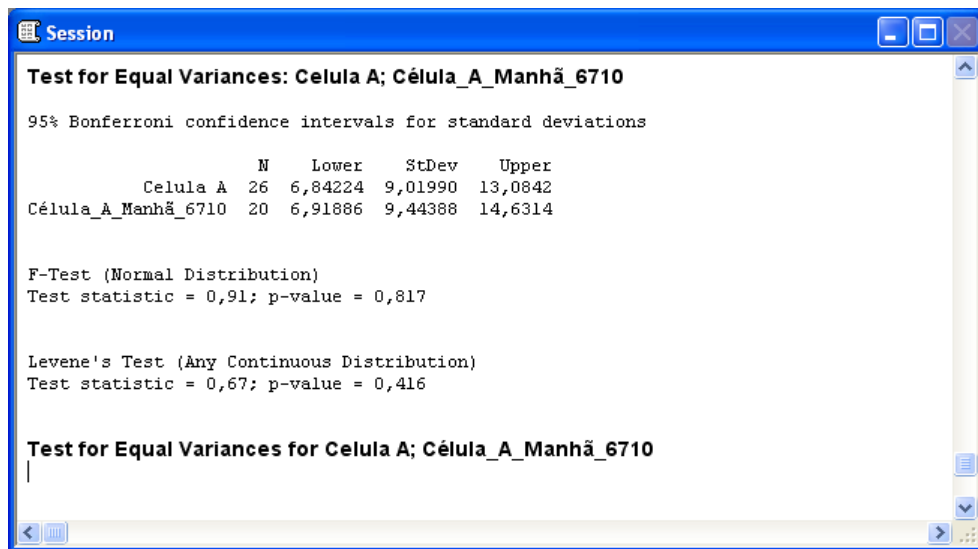 Session
Test for Equal Variances: Celula A; Célula_A_Manhã_6710
95% Bonferroni confidence intervals for standard deviations
N Lower StDev Upper
Celula A 26 6,84224 9,01990 13,0842
Célula_A_Manhã_6710 20 6,91886 9,44388 14,6314
F-Test (Normal Distribution)
Test statistic = 0,91; p-value = 0,817
Levene's Test (Any Continuous Distribution)
Test statistic = 0,67; p-value = 0,416
Test for Equal Variances for Celula A; Célula_A_Manhã_6710